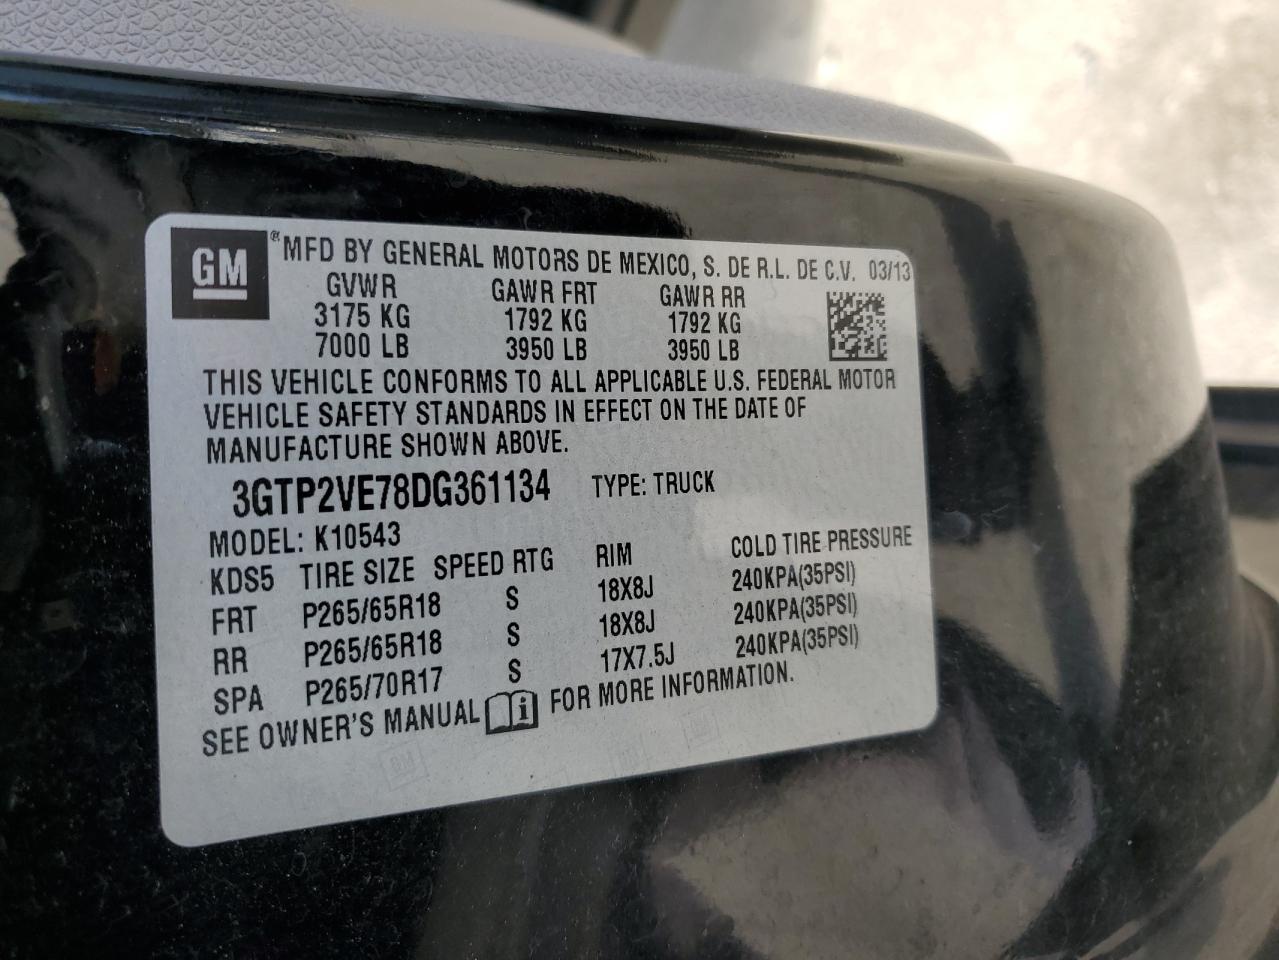 GM ® MFD BY GENERAL MOTORS DE MEXICO, S. DE R.L. DE C.V. 03/13
GVWR GAWR FRT GAWR RR
3175 KG 1792 KG 1792 KG
7000 LB 3950 LB 3950 LB
THIS VEHICLE CONFORMS TO ALL APPLICABLE U.S. FEDERAL MOTOR
VEHICLE SAFETY STANDARDS IN EFFECT ON THE DATE OF
MANUFACTURE SHOWN ABOVE.
3GTP2VE78DG361134 TYPE: TRUCK
MODEL: K10543
KDS5 TIRE SIZE SPEED RTG RIM COLD TIRE PRESSURE
FRT P265/65R18 S 18X8J 240KPA(35PSI)
RR P265/65R18 S 18X8J 240KPA(35PSI)
SPA P265/70R17 S 17X7.5J 240KPA(35PSI)
SEE OWNER'S MANUAL i FOR MORE INFORMATION.
GM GM